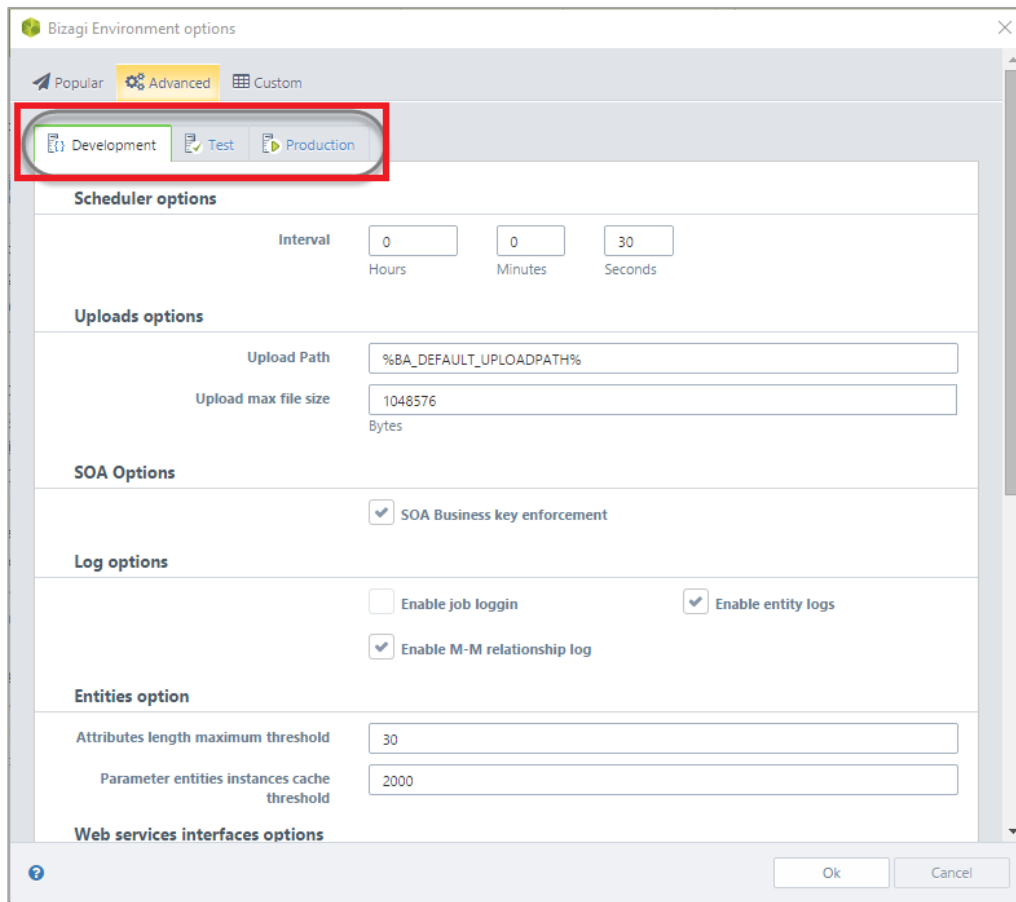 Bizagi Environment options
Popular Advanced Custom
Development Test Production
Scheduler options
Interval 0 0 30
Hours Minutes Seconds
Uploads options
Upload Path %BA_DEFAULT_UPLOADPATH%
Upload max file size 1048576
Bytes
SOA Options
SOA Business key enforcement
Log options
Enable job loggin Enable entity logs
Enable M-M relationship log
Entities option
Attributes length maximum threshold 30
Parameter entities instances cache 2000
threshold
Web services interfaces options
Ok Cancel